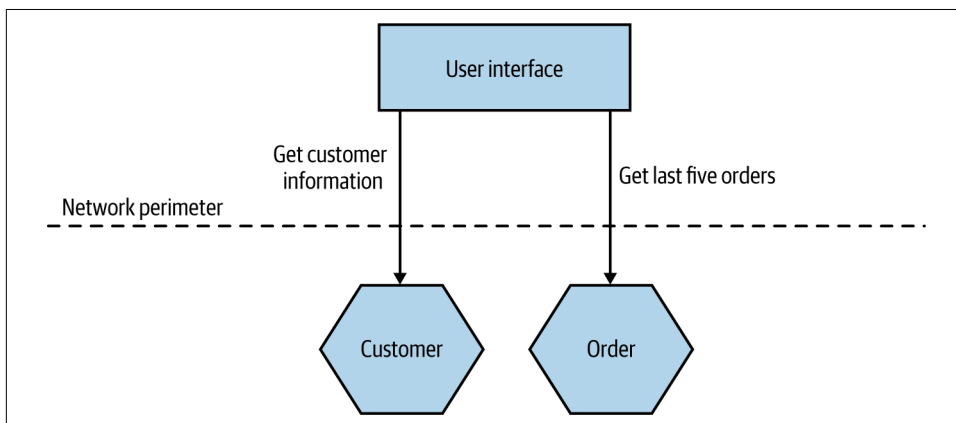 User interface
Get customer
information
Get last five orders
Network perimeter
Customer
Order